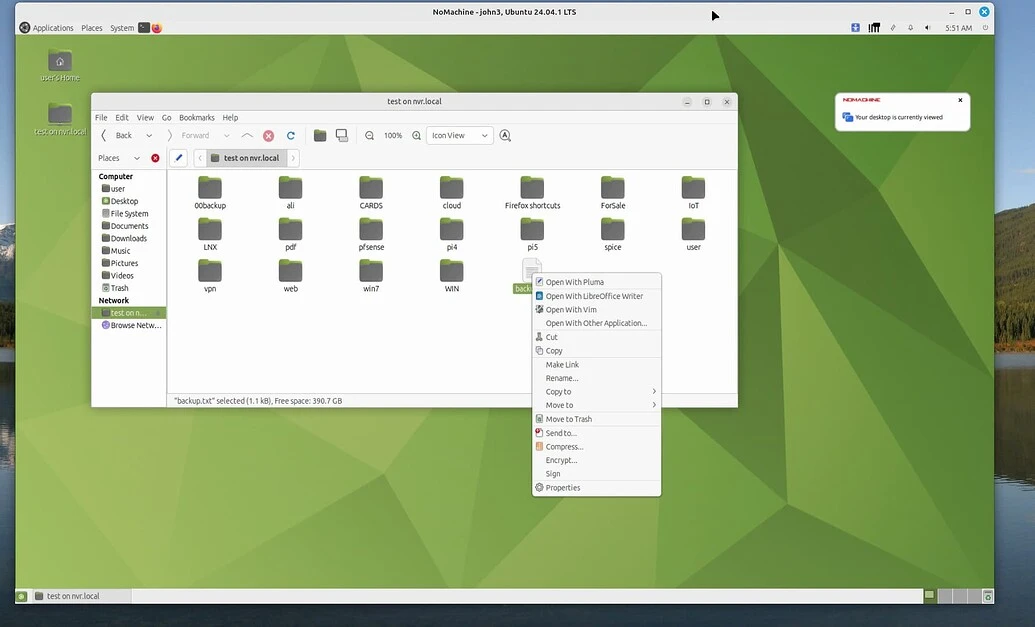 NoMachine - john3, Ubuntu 24.04.1 LTS
Applications Places System
5:51 AM
user's Home
test on nvr.local
NOMACHINE
Your desktop is currently viewed
test on nvr.local
File Edit View Go Bookmarks Help
Back Forward 100% Icon View
Places test on nvr.local
Computer
user
Desktop
File System
Documents
Downloads
Music
Pictures
Videos
Trash
Network
test on n...
Browse Netw...
00backup ali CARDS cloud Firefox shortcuts ForSale IoT
LNX pdf pfsense pi4 pi5 spice user
vpn web win7 WIN
Open With Pluma
Open With LibreOffice Writer
Open With Vim
Open With Other Application...
Cut
Copy
Make Link
Rename...
Copy to
Move to
Move to Trash
Send to...
Compress...
Encrypt...
Sign
Properties
"backup.txt" selected (1.1 kB), Free space: 390.7 GB
test on nvr.local